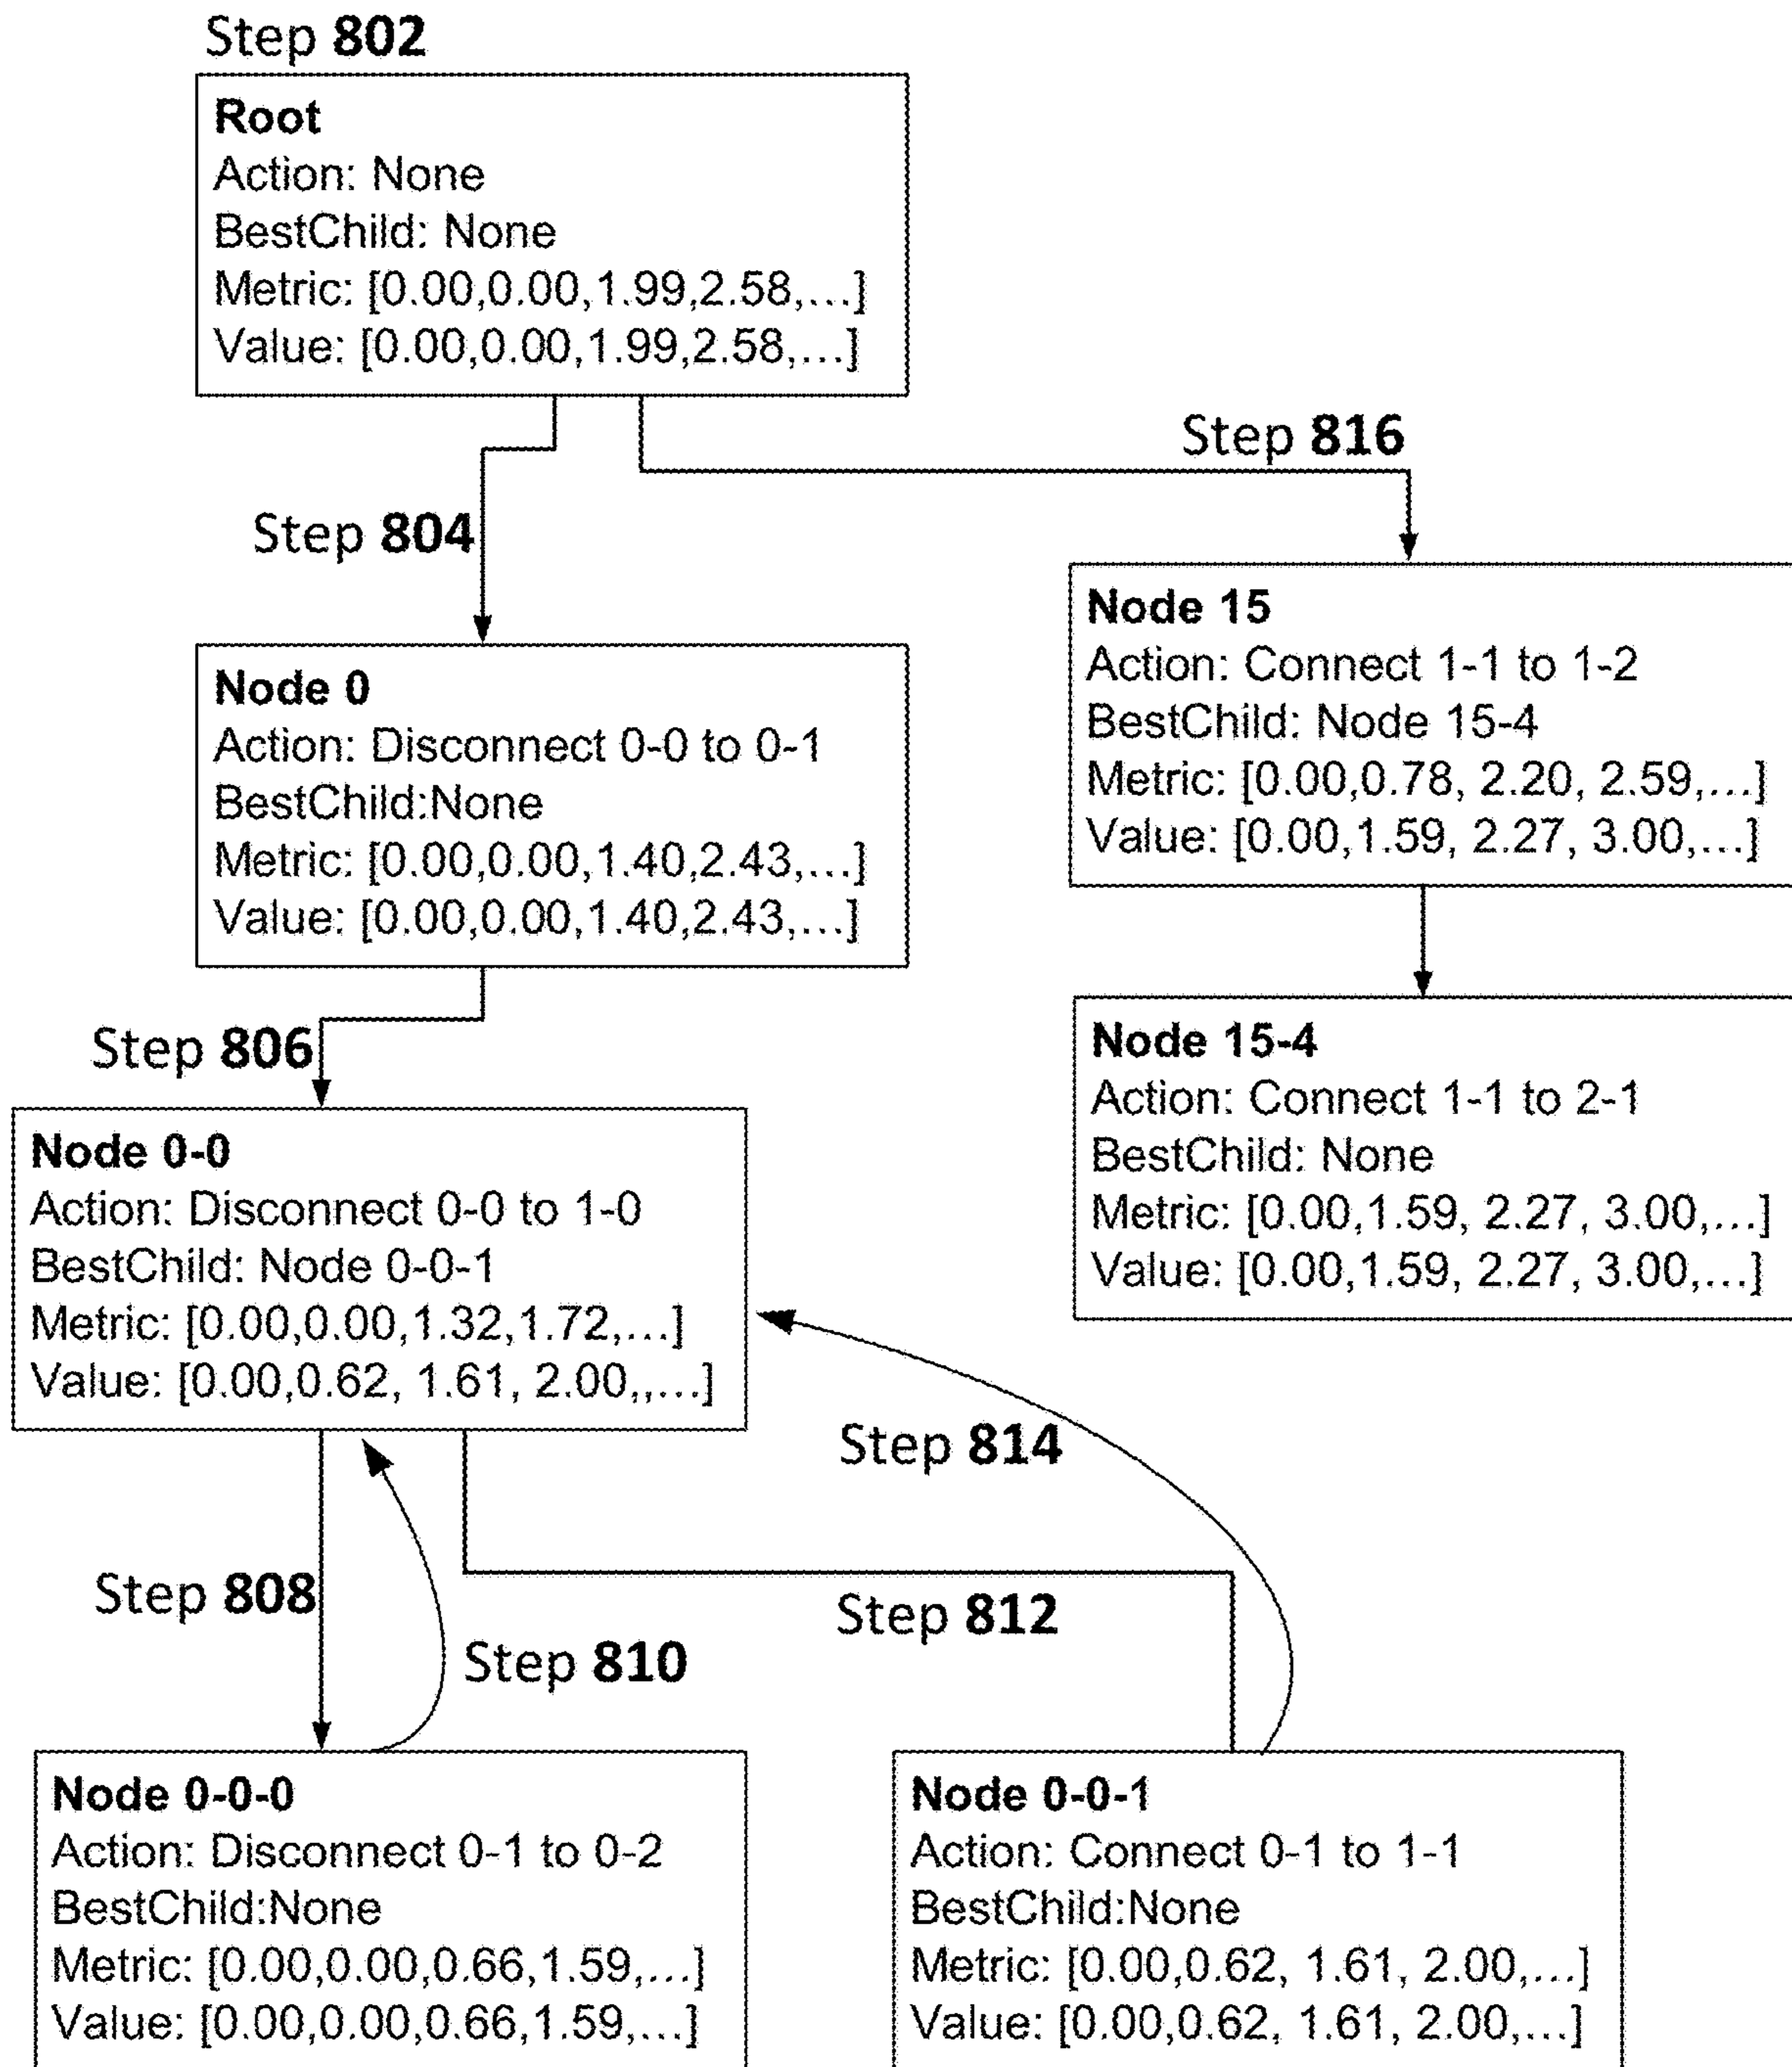 Step 802
Root
Action: None
BestChild: None
Metric: [0.00,0.00,1.99,2.58,...]
Value: [0.00,0.00,1.99,2.58,...]
Step 816
Step 804
Node 15
Action: Connect 1-1 to 1-2
BestChild: Node 15-4
Metric: [0.00,0.78, 2.20, 2.59,...]
Value: [0.00,1.59, 2.27, 3.00,...]
Node 0
Action: Disconnect 0-0 to 0-1
BestChild:None
Metric: [0.00,0.00,1.40,2.43,...]
Value: [0.00,0.00,1.40,2.43,...]
Step 806
Node 15-4
Action: Connect 1-1 to 2-1
BestChild: None
Metric: [0.00,1.59, 2.27, 3.00,...]
Value: [0.00,1.59, 2.27, 3.00,...]
Node 0-0
Action: Disconnect 0-0 to 1-0
BestChild: Node 0-0-1
Metric: [0.00,0.00,1.32,1.72,...]
Value: [0.00,0.62, 1.61, 2.00,,...]
Step 814
Step 808
Step 812
Step 810
Node 0-0-0
Action: Disconnect 0-1 to 0-2
BestChild:None
Metric: [0.00,0.00,0.66,1.59,...]
Value: [0.00,0.00,0.66,1.59,...]
Node 0-0-1
Action: Connect 0-1 to 1-1
BestChild:None
Metric: [0.00,0.62, 1.61, 2.00,...]
Value: [0.00,0.62, 1.61, 2.00,...]